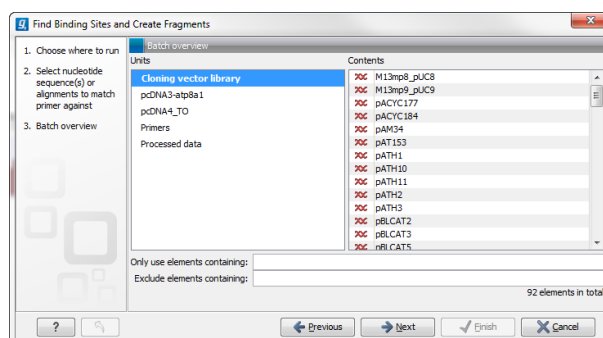 Find Binding Sites and Create Fragments
1. Choose where to run
2. Select nucleotide
sequence(s) or
alignments to match
primer against
3. Batch overview
Batch overview
Units
Cloning vector library
pcDNA3-atp8a1
pcDNA4_TO
Primers
Processed data
Contents
M13mp8_pUC8
M13mp9_pUC9
pACYC177
pACYC184
pAM34
pAT153
pATH1
pATH10
pATH11
pATH2
pATH3
pBLCAT2
pBLCAT3
pBLCAT5
Only use elements containing:
Exclude elements containing:
92 elements in total
?
Previous
Next
Finish
Cancel